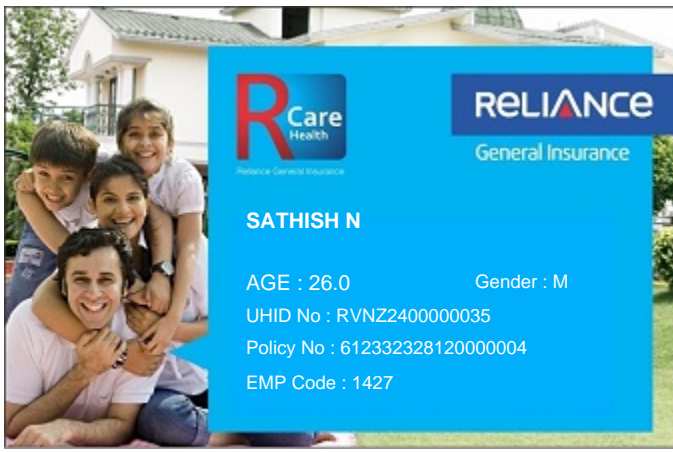 R Care
Health
Reliance General Insurance
RELIANCE
General Insurance
SATHISH N
AGE : 26.0 Gender : M
UHID No : RVNZ2400000035
Policy No : 612332328120000004
EMP Code : 1427